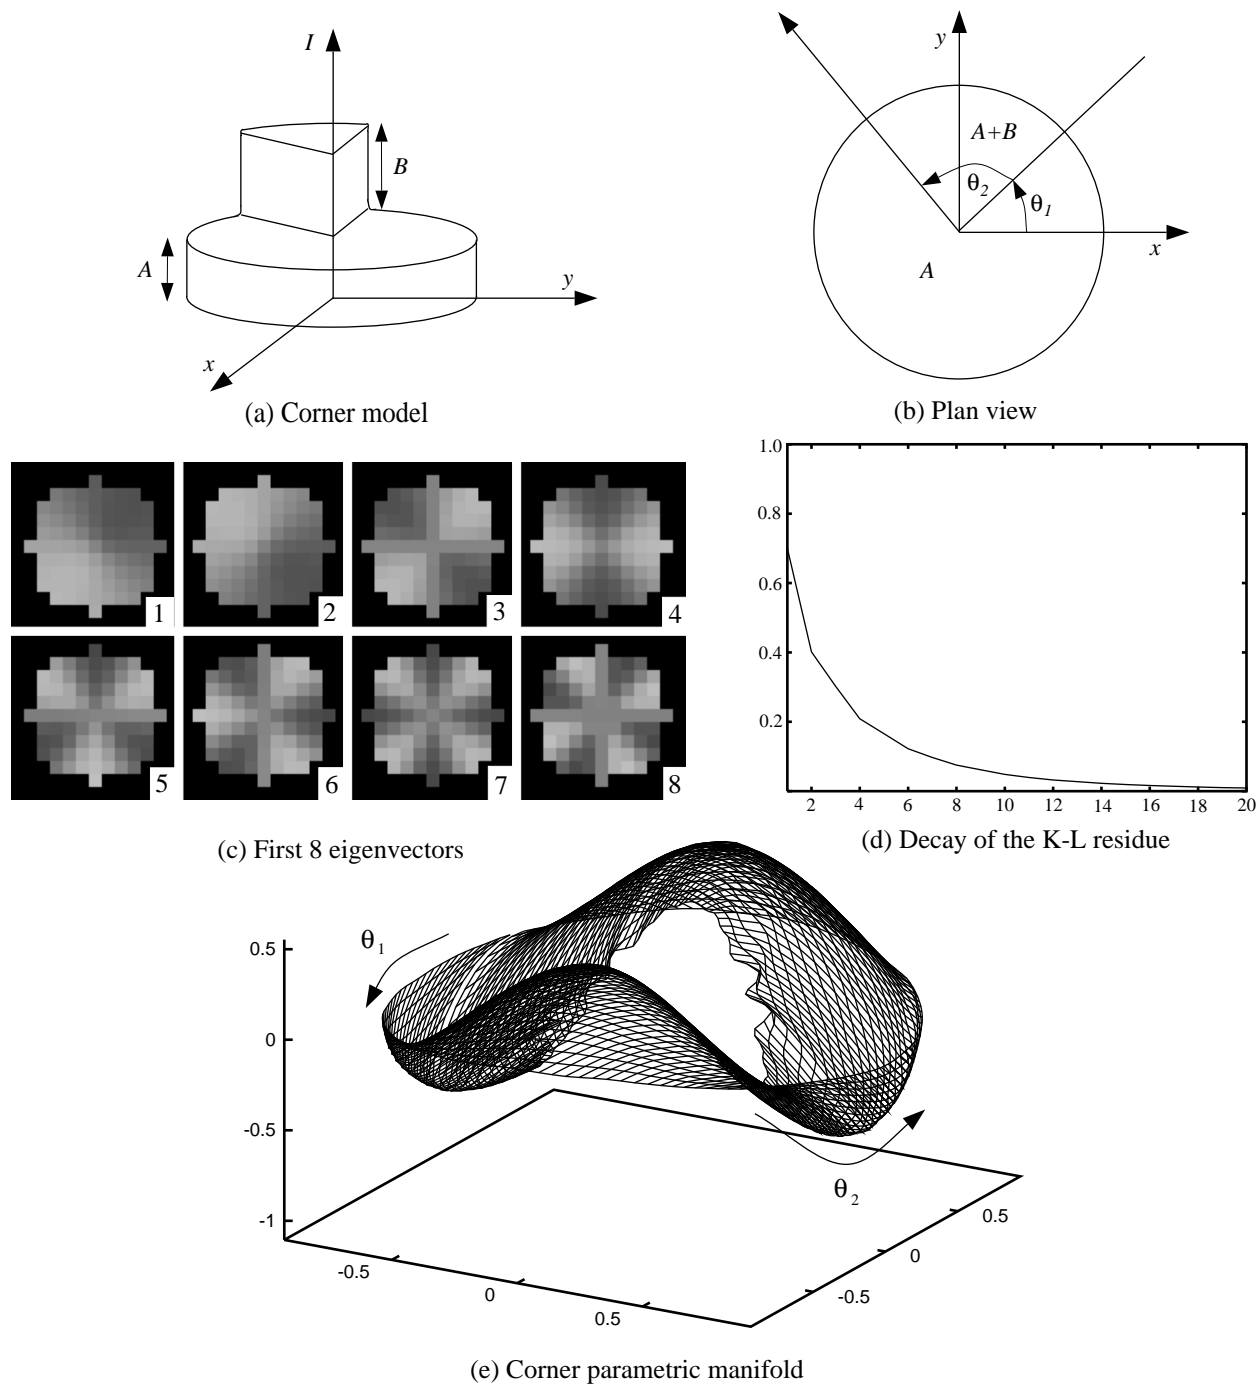 I
B
A
y
x
(a) Corner model
y
A+B
θ2
θ1
x
A
(b) Plan view
1
2
3
4
5
6
7
8
(c) First 8 eigenvectors
1.0
0.8
0.6
0.4
0.2
2 4 6 8 10 12 14 16 18 20
(d) Decay of the K-L residue
θ1
0.5
0
-0.5
-1
θ2
-0.5
0
0.5
-0.5
0
0.5
(e) Corner parametric manifold